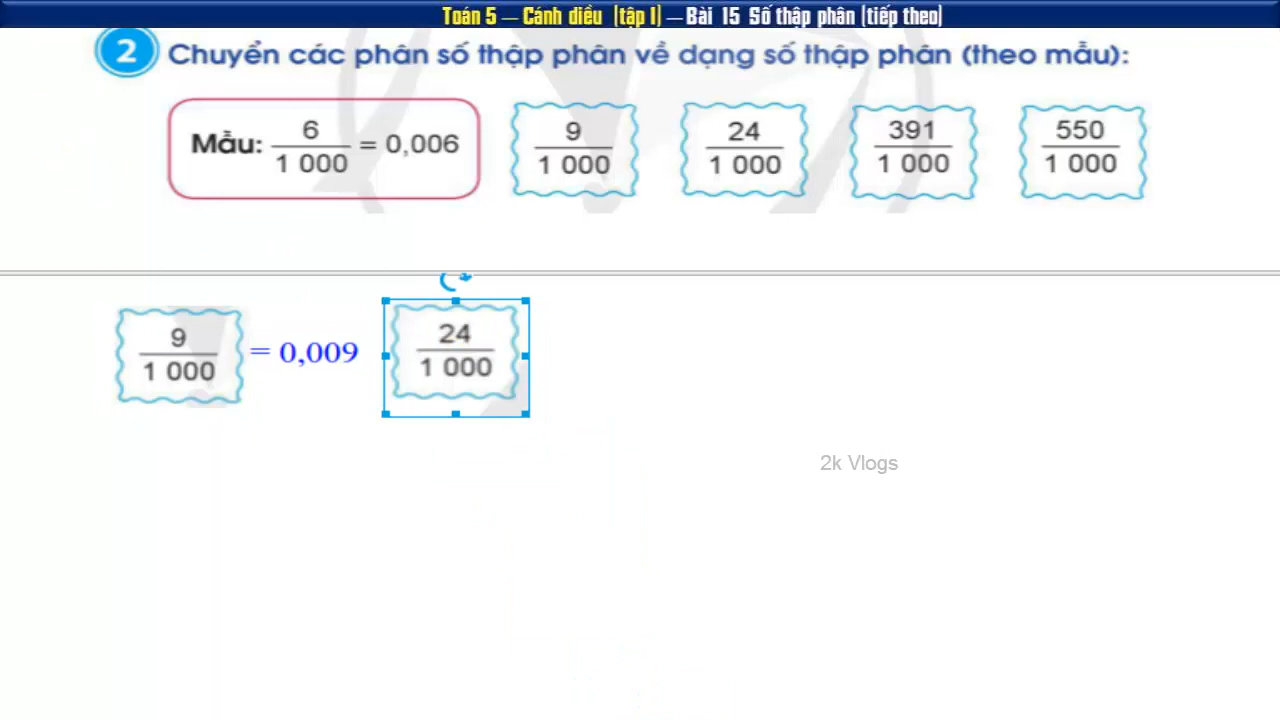 Toán 5 – Cánh diều (tập 1) – Bài 15 Số thập phân (tiếp theo)
2 Chuyển các phân số thập phân về dạng số thập phân (theo mẫu):
Mẫu: 6/1 000 = 0,006 9/1 000 24/1 000 391/1 000 550/1 000
9/1 000 = 0,009 24/1 000
2k Vlogs